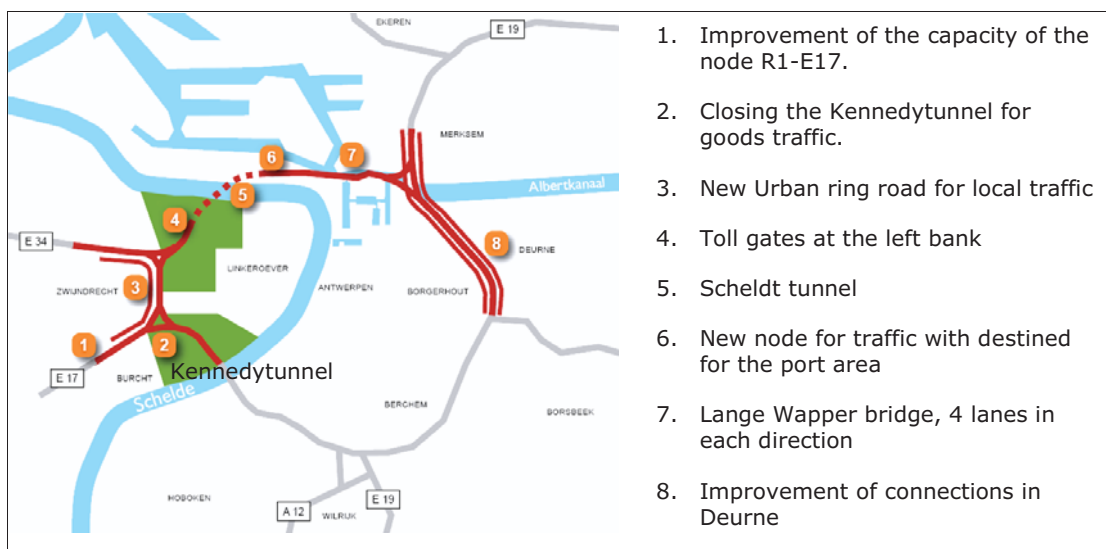 EKEREN
E 19
MERKSEM
6
7
5
Albertkanaal
4
E 34
8
DEURNE
LINKEROEVER
ZWIJNDRECHT
3
ANTWERPEN
BORGERHOUT
1
2
Kennedytunnel
E 17
BURCHT
Schelde
BERCHEM
BORSBEEK
HOBOKEN
E 19
A 12
WILRIJK
1. Improvement of the capacity of the
node R1-E17.
2. Closing the Kennedytunnel for
goods traffic.
3. New Urban ring road for local traffic
4. Toll gates at the left bank
5. Scheldt tunnel
6. New node for traffic with destined
for the port area
7. Lange Wapper bridge, 4 lanes in
each direction
8. Improvement of connections in
Deurne